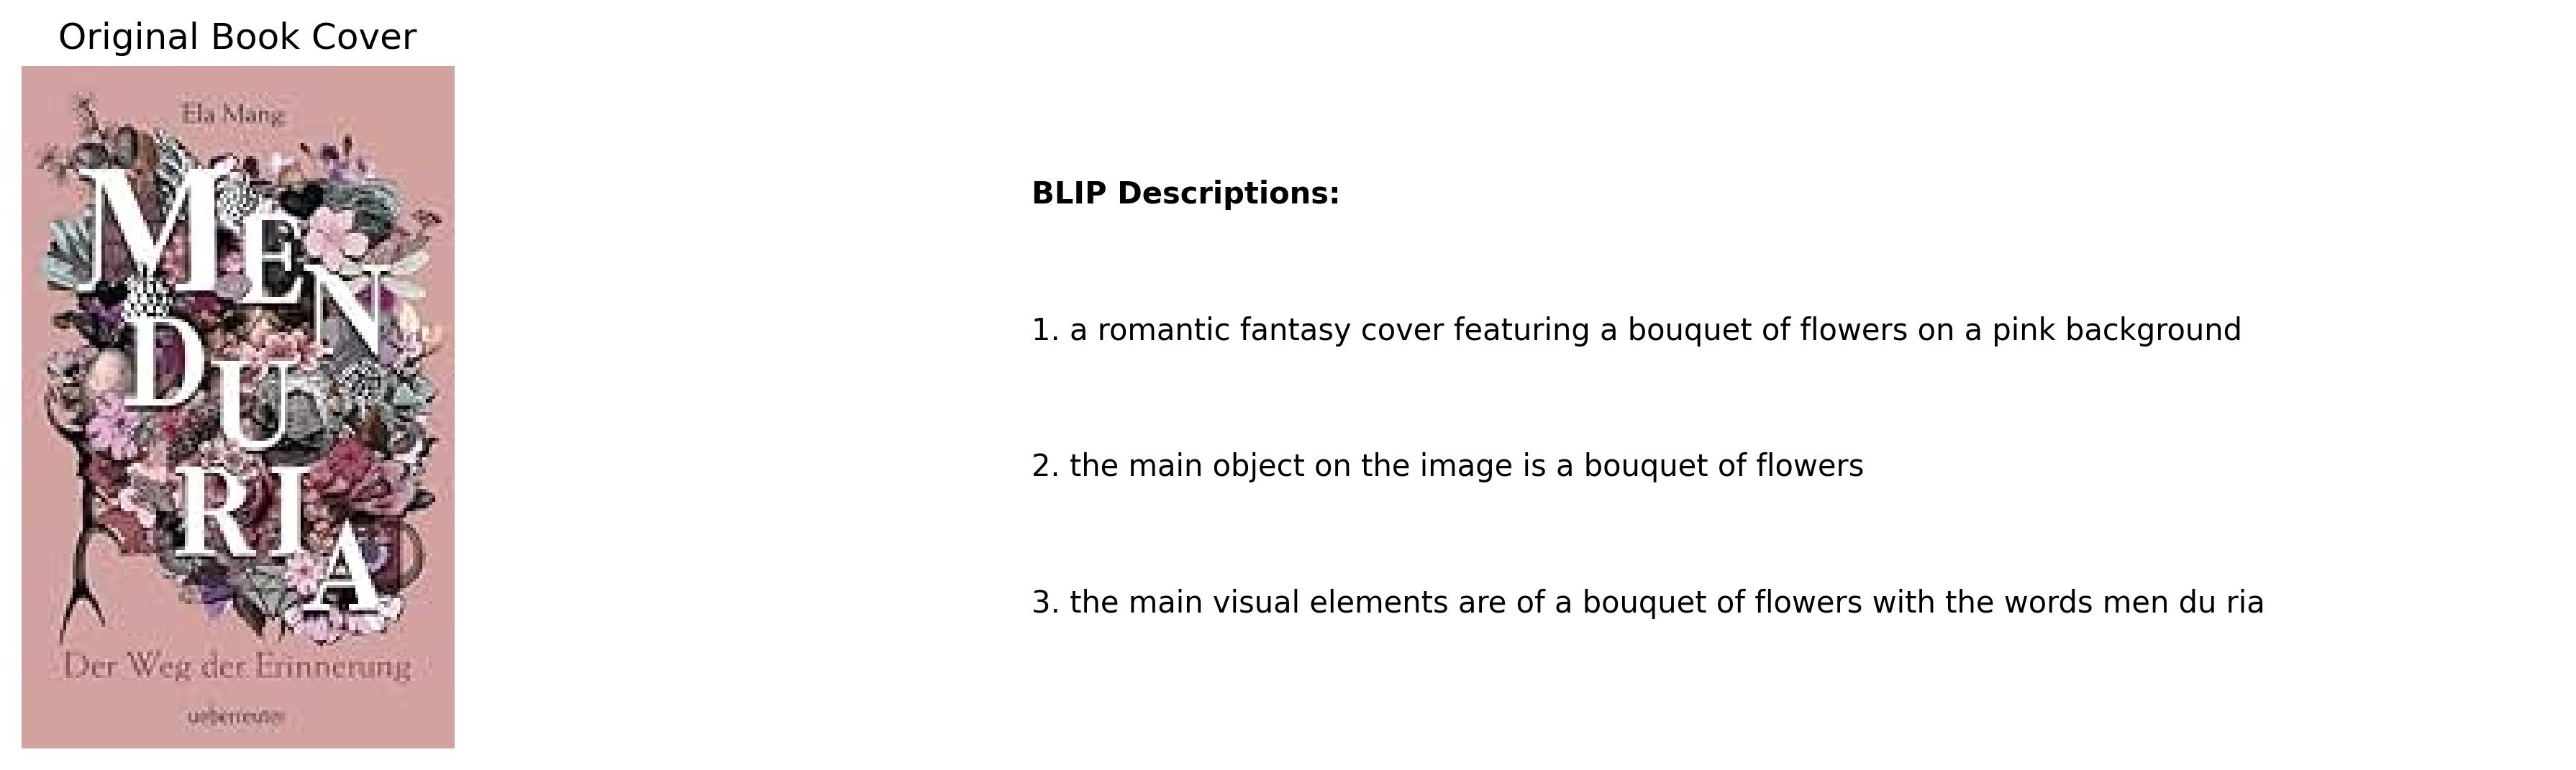 Original Book Cover
Ela Mang
MEN
DU
RIA
Der Weg der Erinnerung
ueberreuter
BLIP Descriptions:
1. a romantic fantasy cover featuring a bouquet of flowers on a pink background
2. the main object on the image is a bouquet of flowers
3. the main visual elements are of a bouquet of flowers with the words men du ria